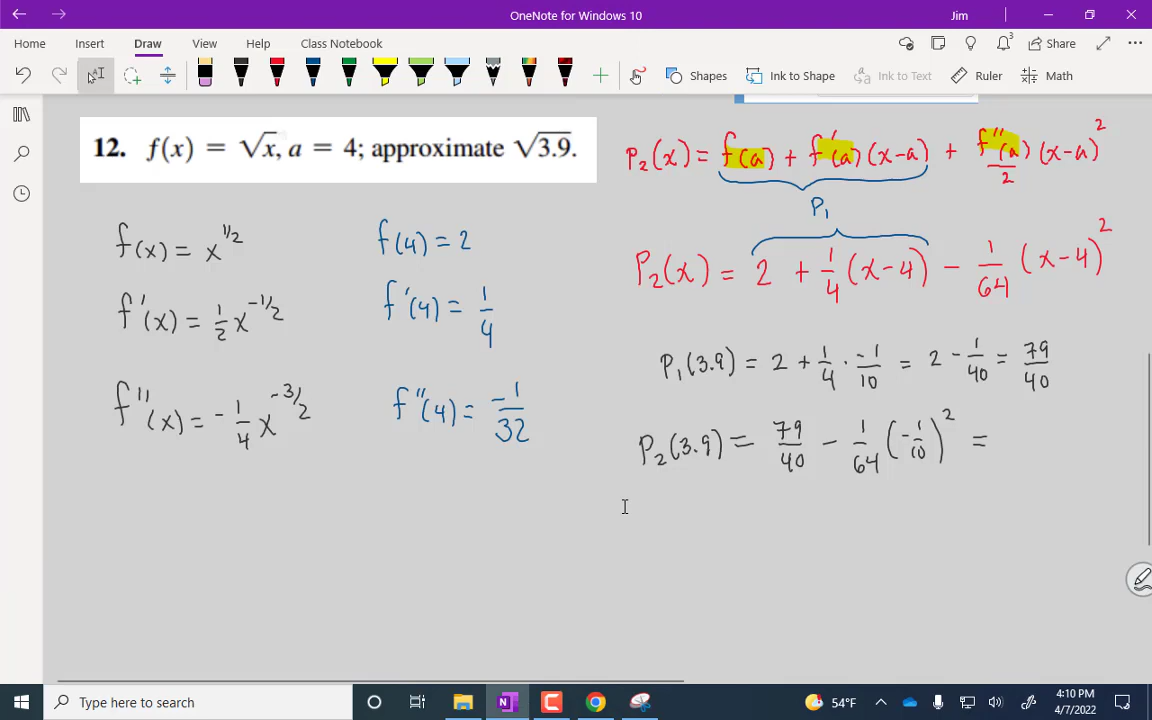 OneNote for Windows 10
Jim
Home Insert Draw View Help Class Notebook
3 Share
Shapes Ink to Shape Ink to Text Ruler Math
12. f(x) = √x, a = 4; approximate √3.9.
P₂(x) = f(a) + f'(a)(x-a) + f''(a)/2 (x-a)²
P₁
f(x) = x^1/2
f(4) = 2
P₂(x) = 2 + 1/4 (x-4) - 1/64 (x-4)²
f'(x) = 1/2 x^-1/2
f'(4) = 1/4
P₁(3.9) = 2 + 1/4 · -1/10 = 2 - 1/40 = 79/40
f''(x) = -1/4 x^-3/2
f''(4) = -1/32
P₂(3.9) = 79/40 - 1/64 (-1/10)² =
Type here to search
54°F
4:10 PM
4/7/2022